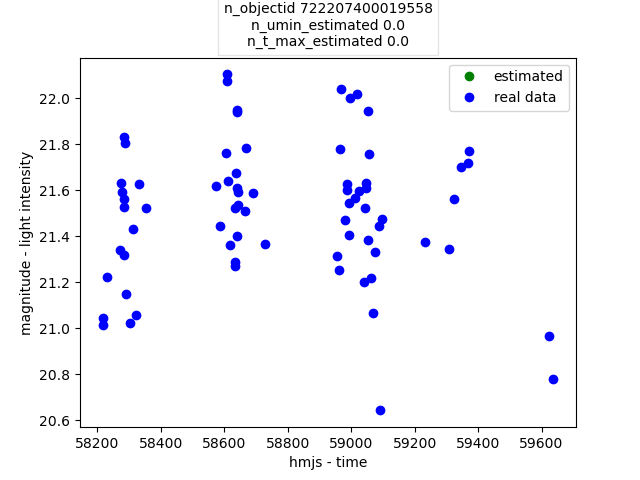 n_objectid 722207400019558
n_umin_estimated 0.0
n_t_max_estimated 0.0
estimated
real data
22.0
21.8
21.6
21.4
21.2
21.0
20.8
20.6
magnitude - light intensity
58200 58400 58600 58800 59000 59200 59400 59600
hmjs - time